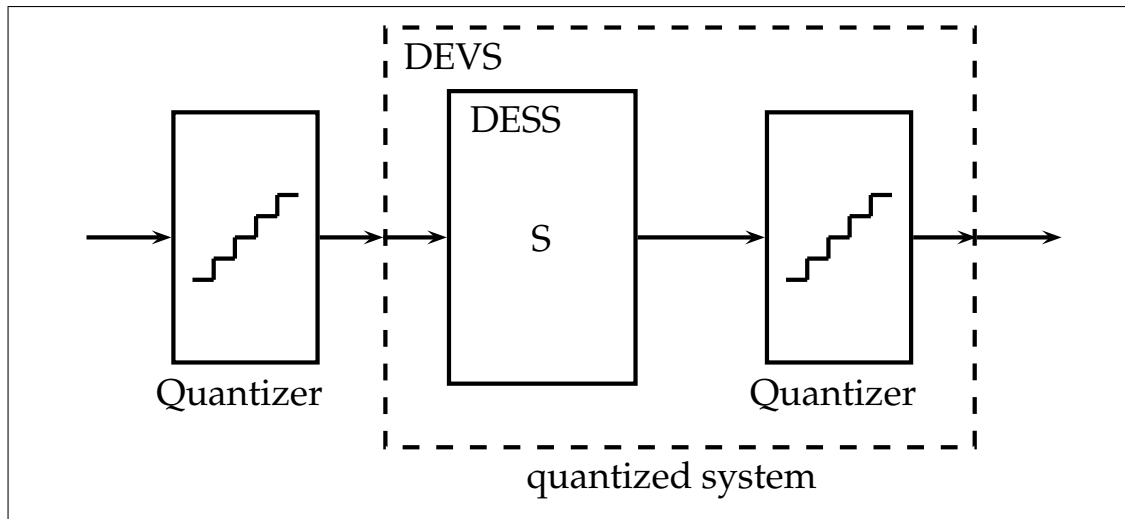 DEVS
DESS
S
Quantizer
Quantizer
quantized system